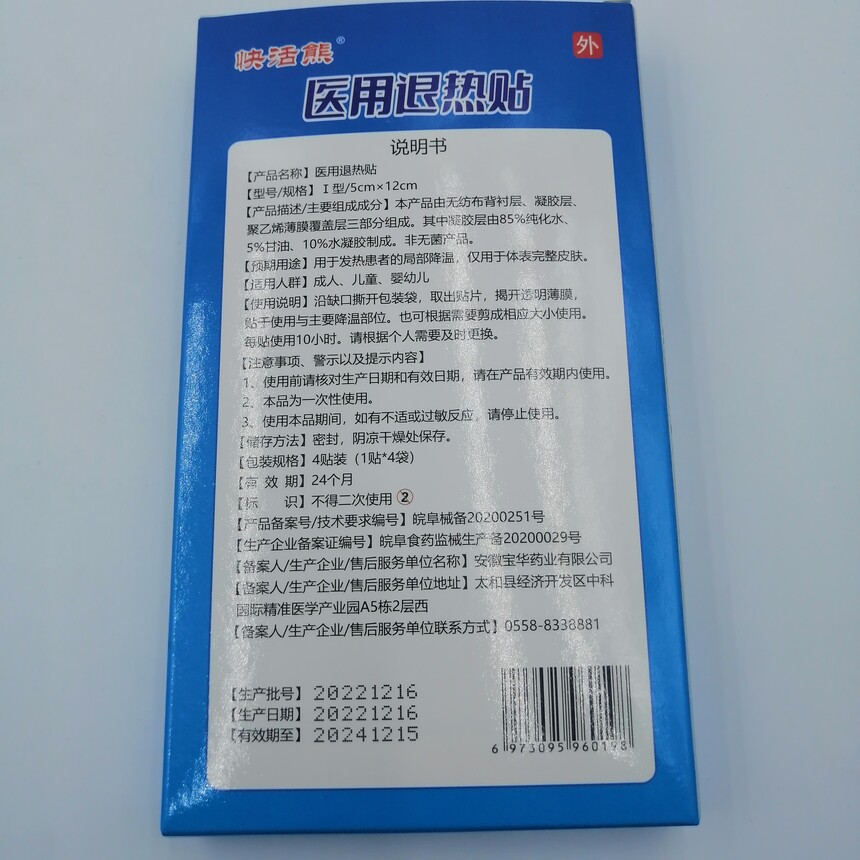 快活熊®
外
医用退热贴
说明书
【产品名称】医用退热贴
【型号/规格】Ⅰ型/5cm×12cm
【产品描述/主要组成成分】本产品由无纺布背衬层、凝胶层、
聚乙烯薄膜覆盖层三部分组成。其中凝胶层由85%纯化水、
5%甘油、10%水凝胶制成。非无菌产品。
【预期用途】用于发热患者的局部降温，仅用于体表完整皮肤。
【适用人群】成人、儿童、婴幼儿
【使用说明】沿缺口撕开包装袋，取出贴片，揭开透明薄膜，
贴于使用与主要降温部位。也可根据需要剪成相应大小使用。
每贴使用10小时。请根据个人需要及时更换。
【注意事项、警示以及提示内容】
1、使用前请核对生产日期和有效日期，请在产品有效期内使用。
2、本品为一次性使用。
3、使用本品期间，如有不适或过敏反应，请停止使用。
【储存方法】密封，阴凉干燥处保存。
【包装规格】4贴装（1贴*4袋）
【有 效 期】24个月
【标 识】不得二次使用②
【产品备案号/技术要求编号】皖阜械备20200251号
【生产企业备案证编号】皖阜食药监械生产备20200029号
【备案人/生产企业/售后服务单位名称】安徽宝华药业有限公司
【备案人/生产企业/售后服务单位地址】太和县经济开发区中科
国际精准医学产业园A5栋2层西
【备案人/生产企业/售后服务单位联系方式】0558-8338881
【生产批号】20221216
【生产日期】20221216
【有效期至】20241215
6 973095 960198